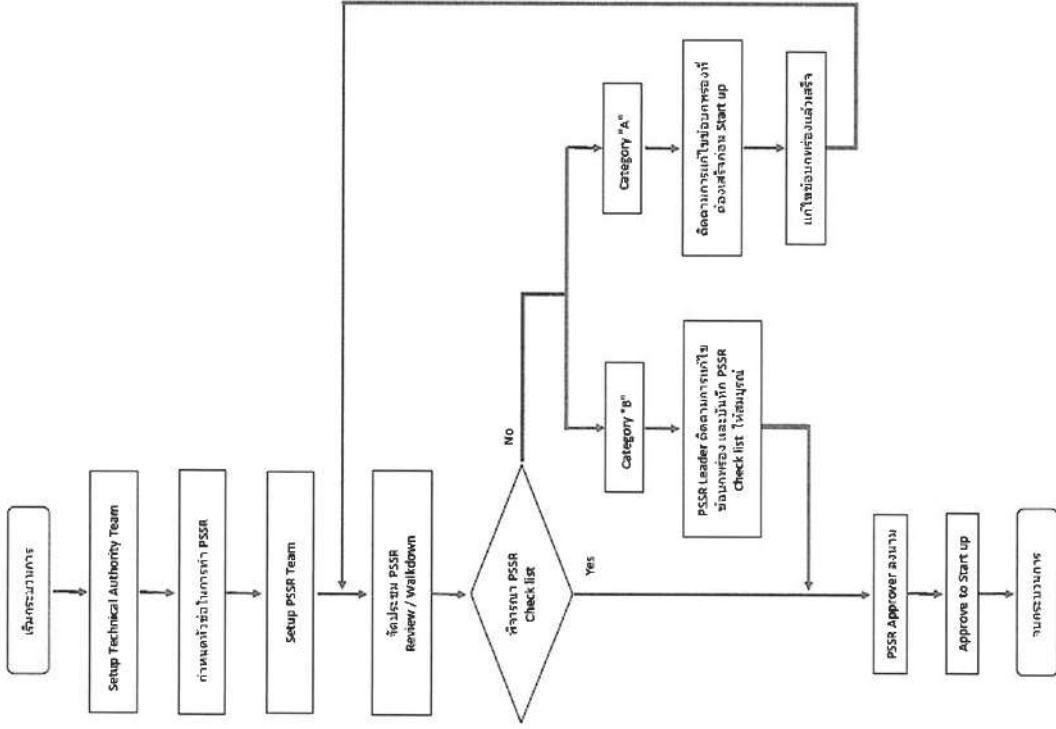 เริ่มกระบวนการ
Setup Technical Authority Team
กำหนดหัวข้อในการทำ PSSR
Setup PSSR Team
จัดประชุม PSSR
Review / Walkdown
พิจารณา PSSR
Check list
No
Yes
Category "B"
PSSR Leader ติดตามการแก้ไข
ข้อบกพร่อง และบันทึก PSSR
Check list ให้สมบูรณ์
Category "A"
ติดตามการแก้ไขข้อบกพร่องที่
ต้องเสร็จก่อน Start up
แก้ไขข้อบกพร่องแล้วเสร็จ
PSSR Approver ลงนาม
Approve to Start up
จบกระบวนการ